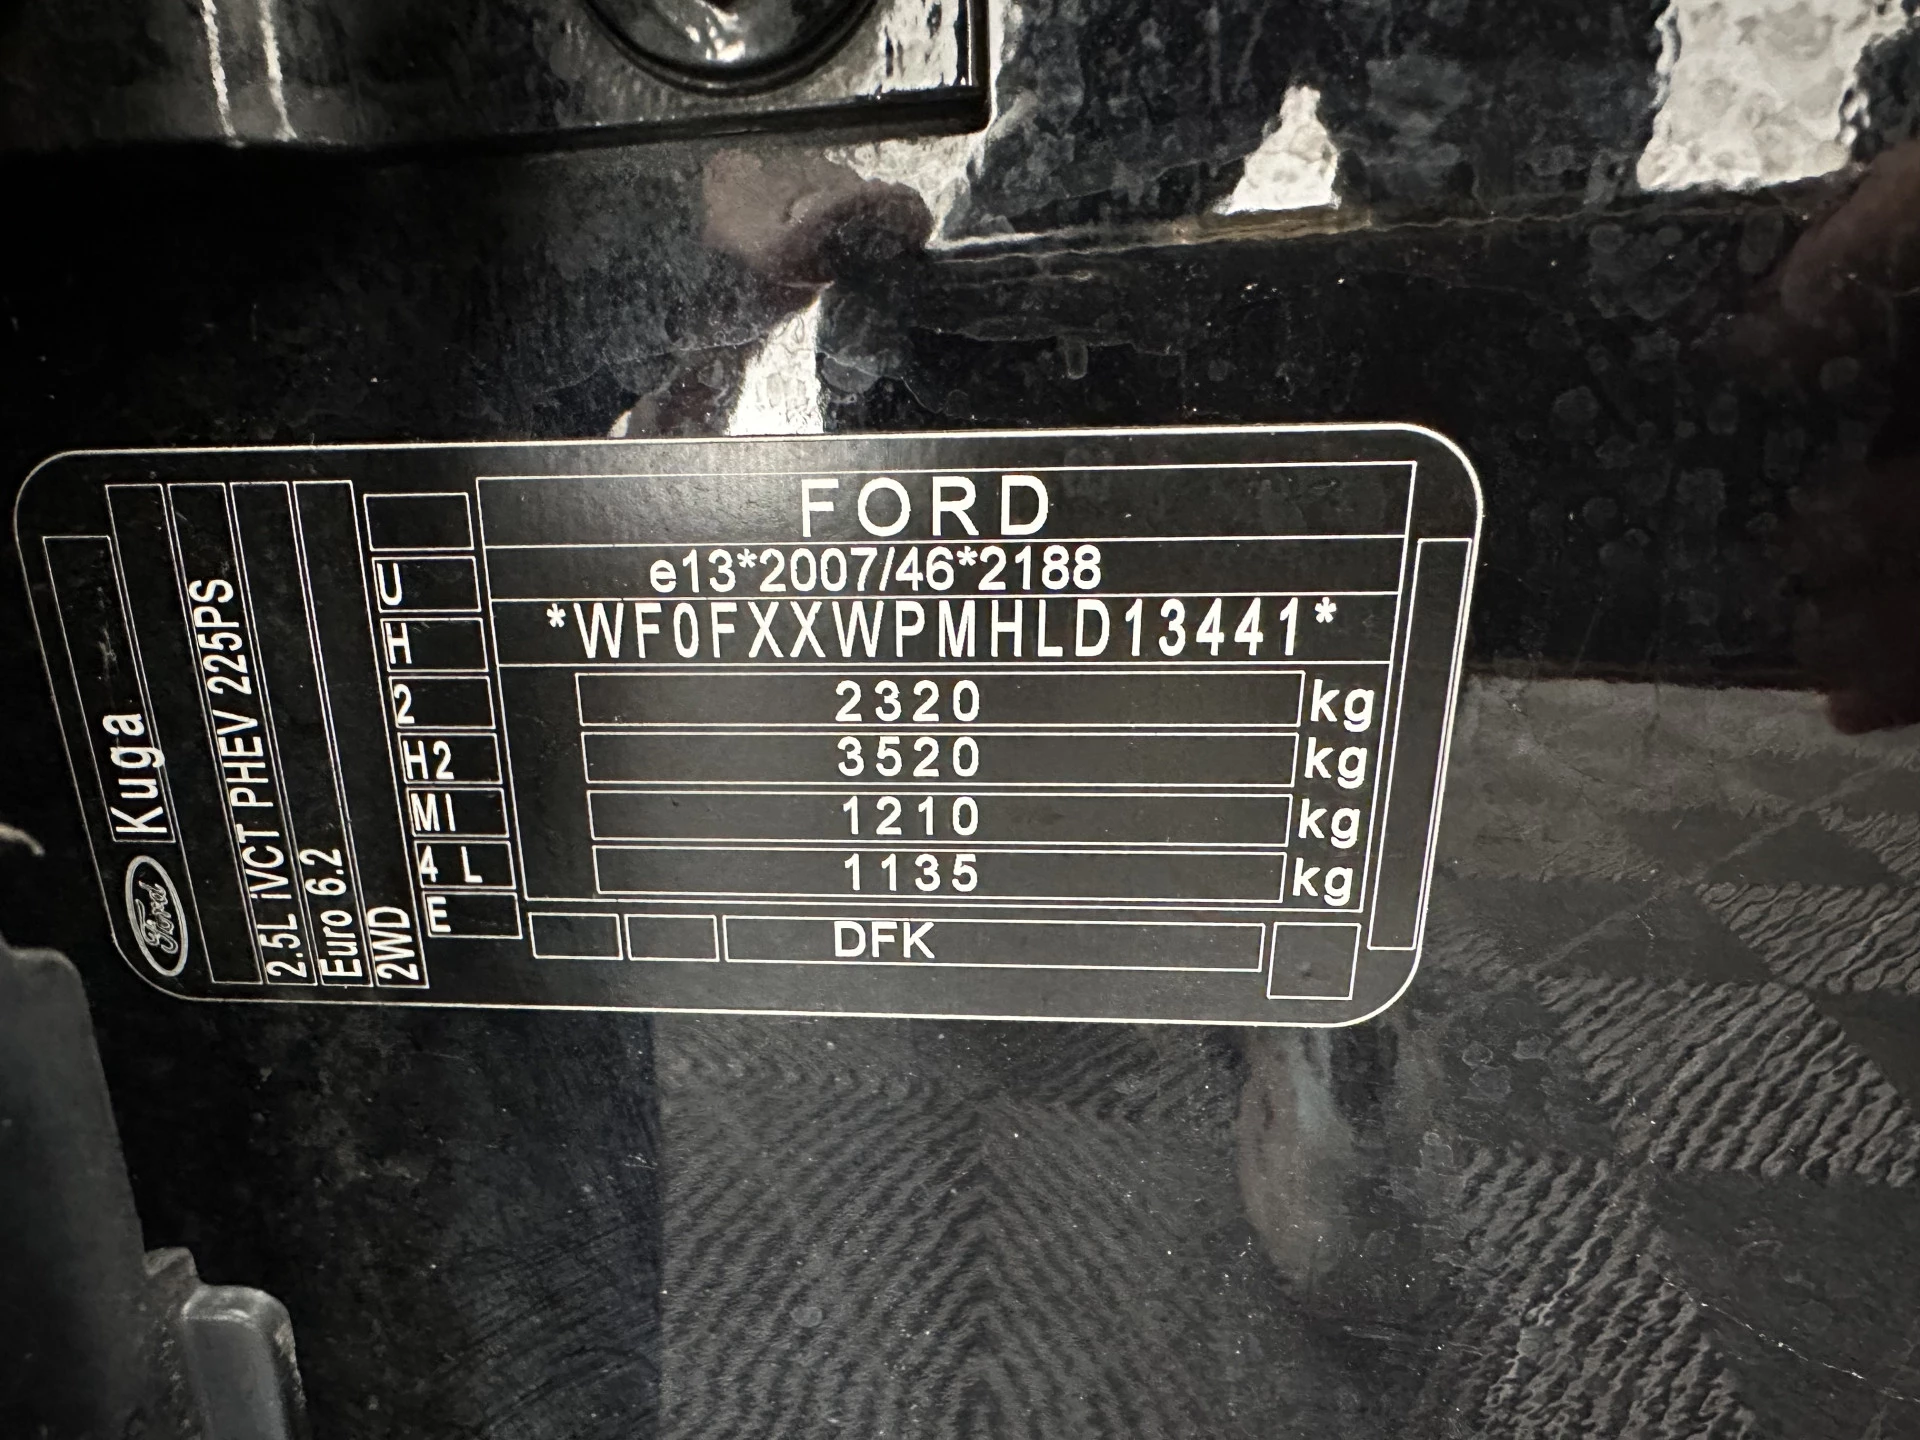 FORD
e13*2007/46*2188
*WF0FXXWPMHLD13441*
2320 kg
3520 kg
1210 kg
1135 kg
DFK
U
H
2
H2
MI
4 L
E
Ford Kuga
2.5L iVCT PHEV 225PS
Euro 6.2
2WD